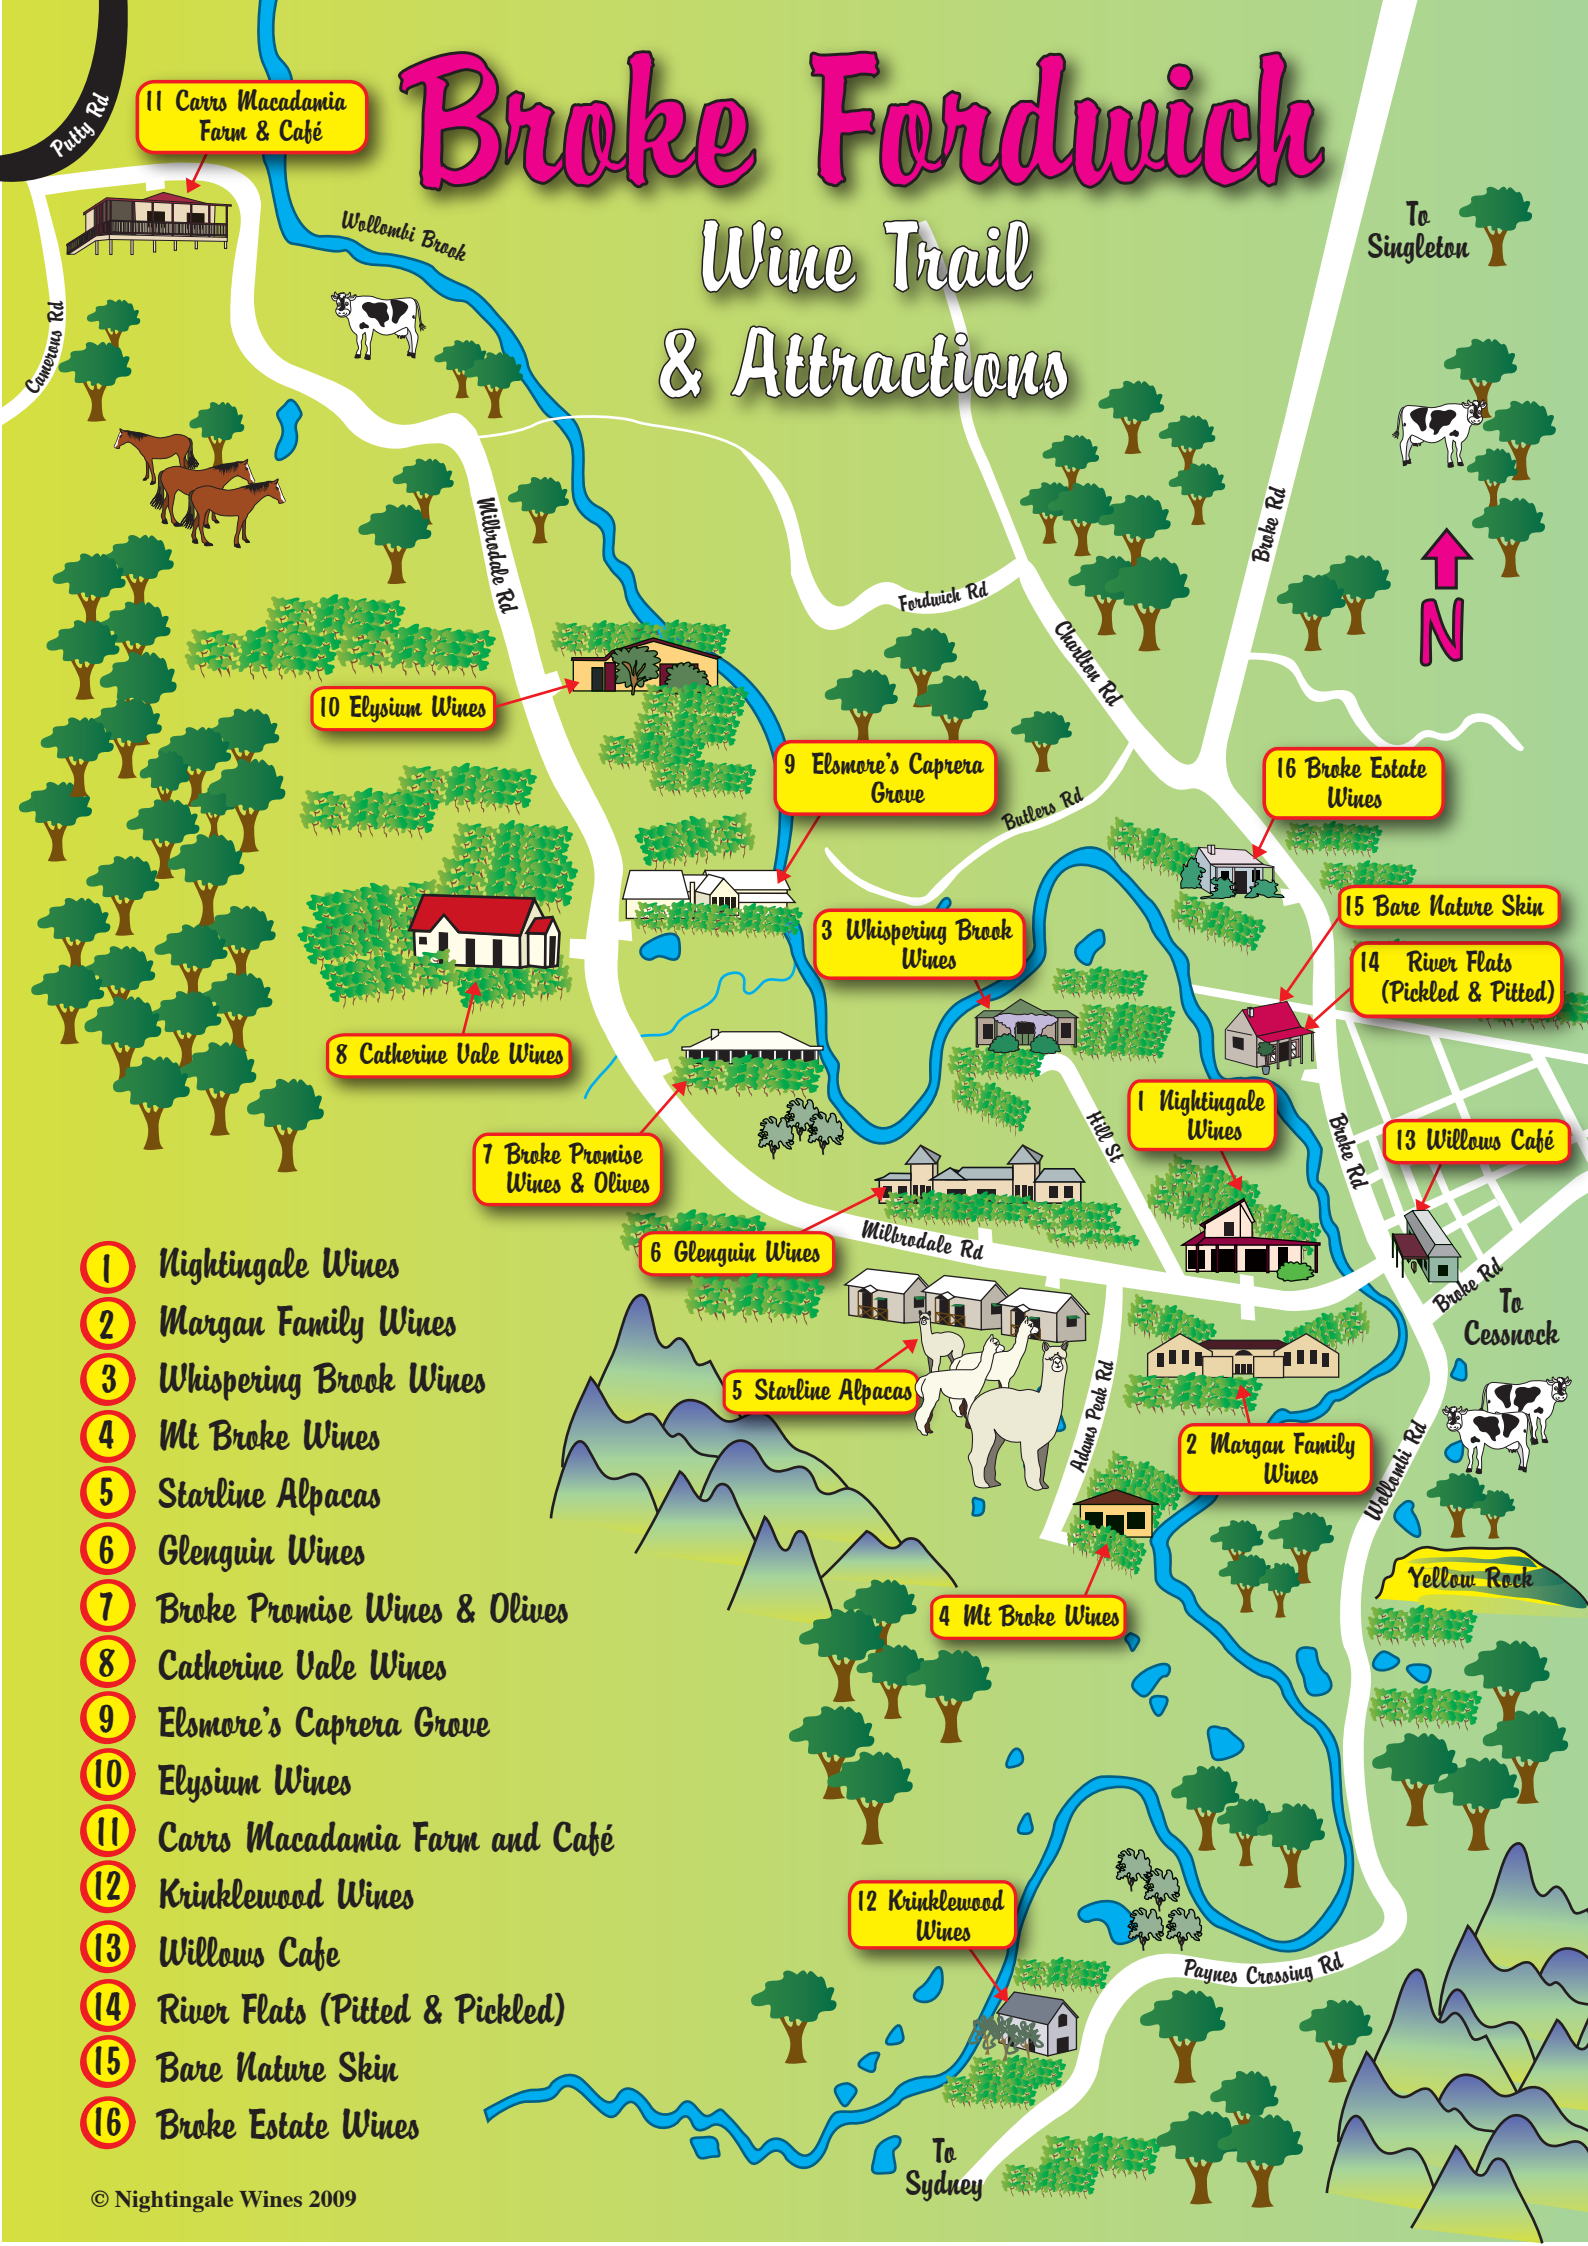 Broke Fordwich
Wine Trail
& Attractions
Putty Rd
11 Carrs Macadamia
Farm & Café
Wollombi Brook
To
Singleton
Camerons Rd
Milbrodale Rd
Broke Rd
N
Fordwich Rd
Charlton Rd
10 Elysium Wines
9 Elsmore's Caprera
Grove
16 Broke Estate
Wines
Butlers Rd
15 Bare Nature Skin
3 Whispering Brook
Wines
14 River Flats
(Pickled & Pitted)
8 Catherine Vale Wines
1 Nightingale
Wines
Hill St
Broke Rd
13 Willows Café
7 Broke Promise
Wines & Olives
6 Glenguin Wines
Milbrodale Rd
Broke Rd
To
Cessnock
5 Starline Alpacas
Adams Peak Rd
2 Margan Family
Wines
Wollombi Rd
Yellow Rock
4 Mt Broke Wines
12 Krinklewood
Wines
Paynes Crossing Rd
To
Sydney
1 Nightingale Wines
2 Margan Family Wines
3 Whispering Brook Wines
4 Mt Broke Wines
5 Starline Alpacas
6 Glenguin Wines
7 Broke Promise Wines & Olives
8 Catherine Vale Wines
9 Elsmore's Caprera Grove
10 Elysium Wines
11 Carrs Macadamia Farm and Café
12 Krinklewood Wines
13 Willows Cafe
14 River Flats (Pitted & Pickled)
15 Bare Nature Skin
16 Broke Estate Wines
© Nightingale Wines 2009